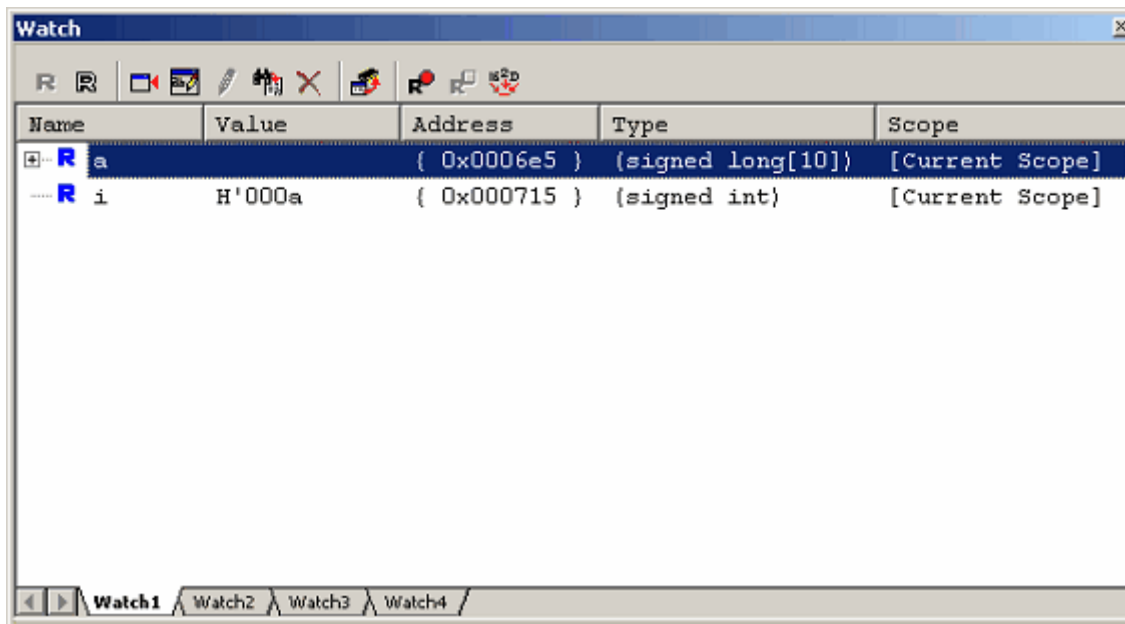 Watch
Name Value Address Type Scope
a { 0x0006e5 } (signed long[10]) [Current Scope]
i H'000a { 0x000715 } (signed int) [Current Scope]
Watch1 Watch2 Watch3 Watch4